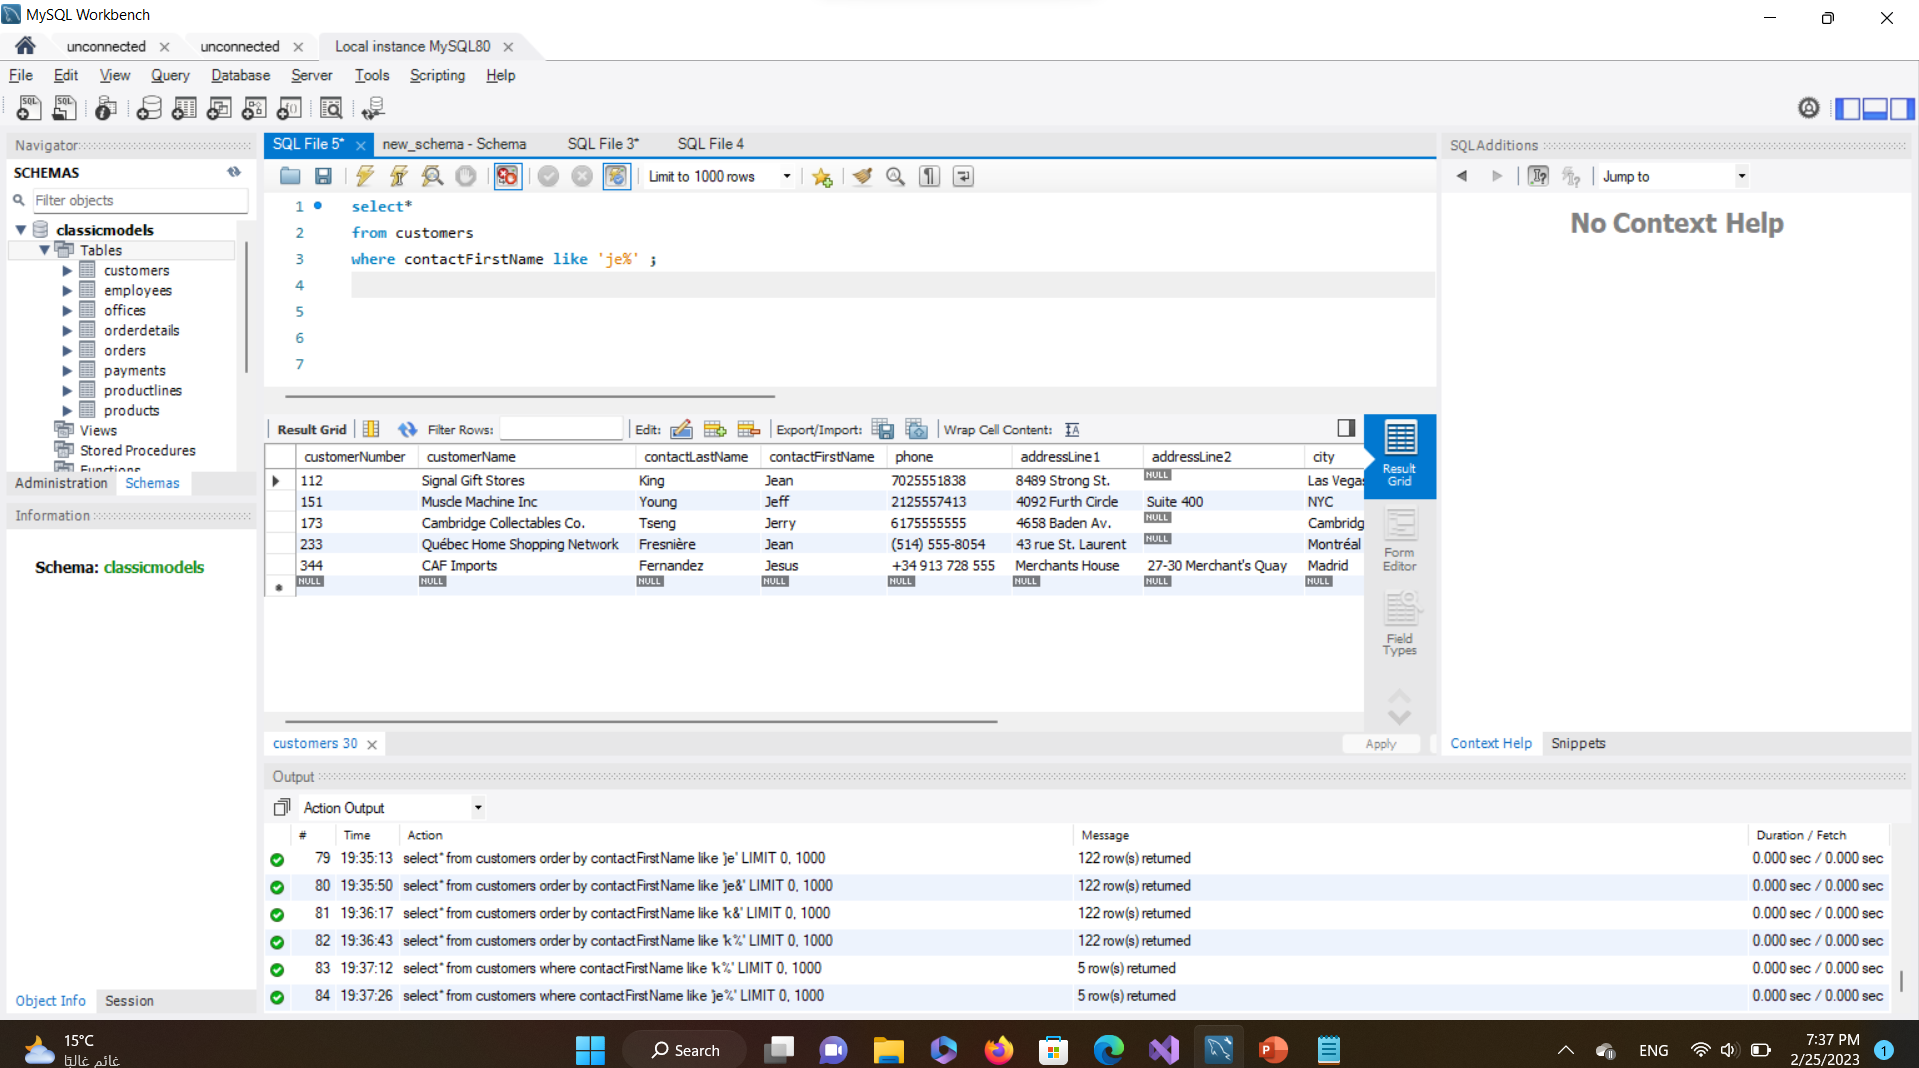 MySQL Workbench
unconnected
unconnected
Local instance MySQL80
File Edit View Query Database Server Tools Scripting Help
Navigator
SCHEMAS
Filter objects
classicmodels
Tables
customers
employees
offices
orderdetails
orders
payments
productlines
products
Views
Stored Procedures
Functions
Administration Schemas
Information
Schema: classicmodels
Object Info Session
SQL File 5* new_schema - Schema SQL File 3* SQL File 4
Limit to 1000 rows
1 select*
2 from customers
3 where contactFirstName like 'je%' ;
4
5
6
7
Result Grid Filter Rows: Edit: Export/Import: Wrap Cell Content:
customerNumber customerName contactLastName contactFirstName phone addressLine1 addressLine2 city
112 Signal Gift Stores King Jean 7025551838 8489 Strong St. NULL Las Vegas
151 Muscle Machine Inc Young Jeff 2125557413 4092 Furth Circle Suite 400 NYC
173 Cambridge Collectables Co. Tseng Jerry 6175555555 4658 Baden Av. NULL Cambridg
233 Québec Home Shopping Network Fresnière Jean (514) 555-8054 43 rue St. Laurent NULL Montréal
344 CAF Imports Fernandez Jesus +34 913 728 555 Merchants House 27-30 Merchant's Quay Madrid
NULL NULL NULL NULL NULL NULL NULL NULL
Result
Grid
Form
Editor
Field
Types
customers 30
Apply
SQLAdditions
Jump to
No Context Help
Context Help Snippets
Output
Action Output
# Time Action Message Duration / Fetch
79 19:35:13 select* from customers order by contactFirstName like 'je' LIMIT 0, 1000 122 row(s) returned 0.000 sec / 0.000 sec
80 19:35:50 select* from customers order by contactFirstName like 'je&' LIMIT 0, 1000 122 row(s) returned 0.000 sec / 0.000 sec
81 19:36:17 select* from customers order by contactFirstName like 'k&' LIMIT 0, 1000 122 row(s) returned 0.000 sec / 0.000 sec
82 19:36:43 select* from customers order by contactFirstName like 'k%' LIMIT 0, 1000 122 row(s) returned 0.000 sec / 0.000 sec
83 19:37:12 select* from customers where contactFirstName like 'k%' LIMIT 0, 1000 5 row(s) returned 0.000 sec / 0.000 sec
84 19:37:26 select* from customers where contactFirstName like 'je%' LIMIT 0, 1000 5 row(s) returned 0.000 sec / 0.000 sec
15°C
غائم غالبًا
Search
ENG
7:37 PM
2/25/2023
1